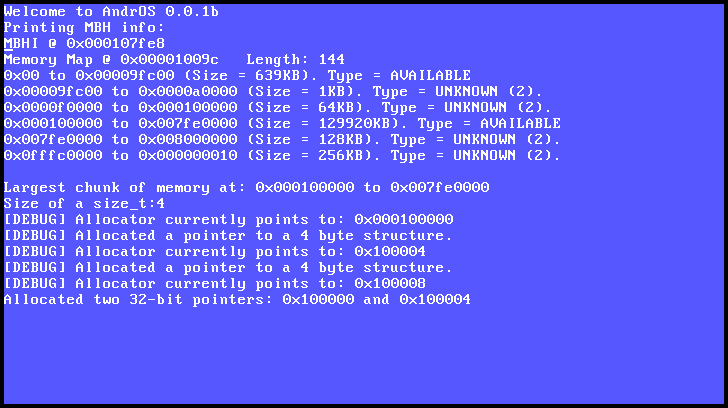 Welcome to AndrOS 0.0.1b
Printing MBH info:
MBHI @ 0x000107fe8
Memory Map @ 0x00001009c   Length: 144
0x00 to 0x00009fc00 (Size = 639KB). Type = AVAILABLE
0x00009fc00 to 0x0000a0000 (Size = 1KB). Type = UNKNOWN (2).
0x0000f0000 to 0x000100000 (Size = 64KB). Type = UNKNOWN (2).
0x000100000 to 0x007fe0000 (Size = 129920KB). Type = AVAILABLE
0x007fe0000 to 0x008000000 (Size = 128KB). Type = UNKNOWN (2).
0x0fffc0000 to 0x000000010 (Size = 256KB). Type = UNKNOWN (2).
Largest chunk of memory at: 0x000100000 to 0x007fe0000
Size of a size_t:4
[DEBUG] Allocator currently points to: 0x000100000
[DEBUG] Allocated a pointer to a 4 byte structure.
[DEBUG] Allocator currently points to: 0x100004
[DEBUG] Allocated a pointer to a 4 byte structure.
[DEBUG] Allocator currently points to: 0x100008
Allocated two 32-bit pointers: 0x100000 and 0x100004